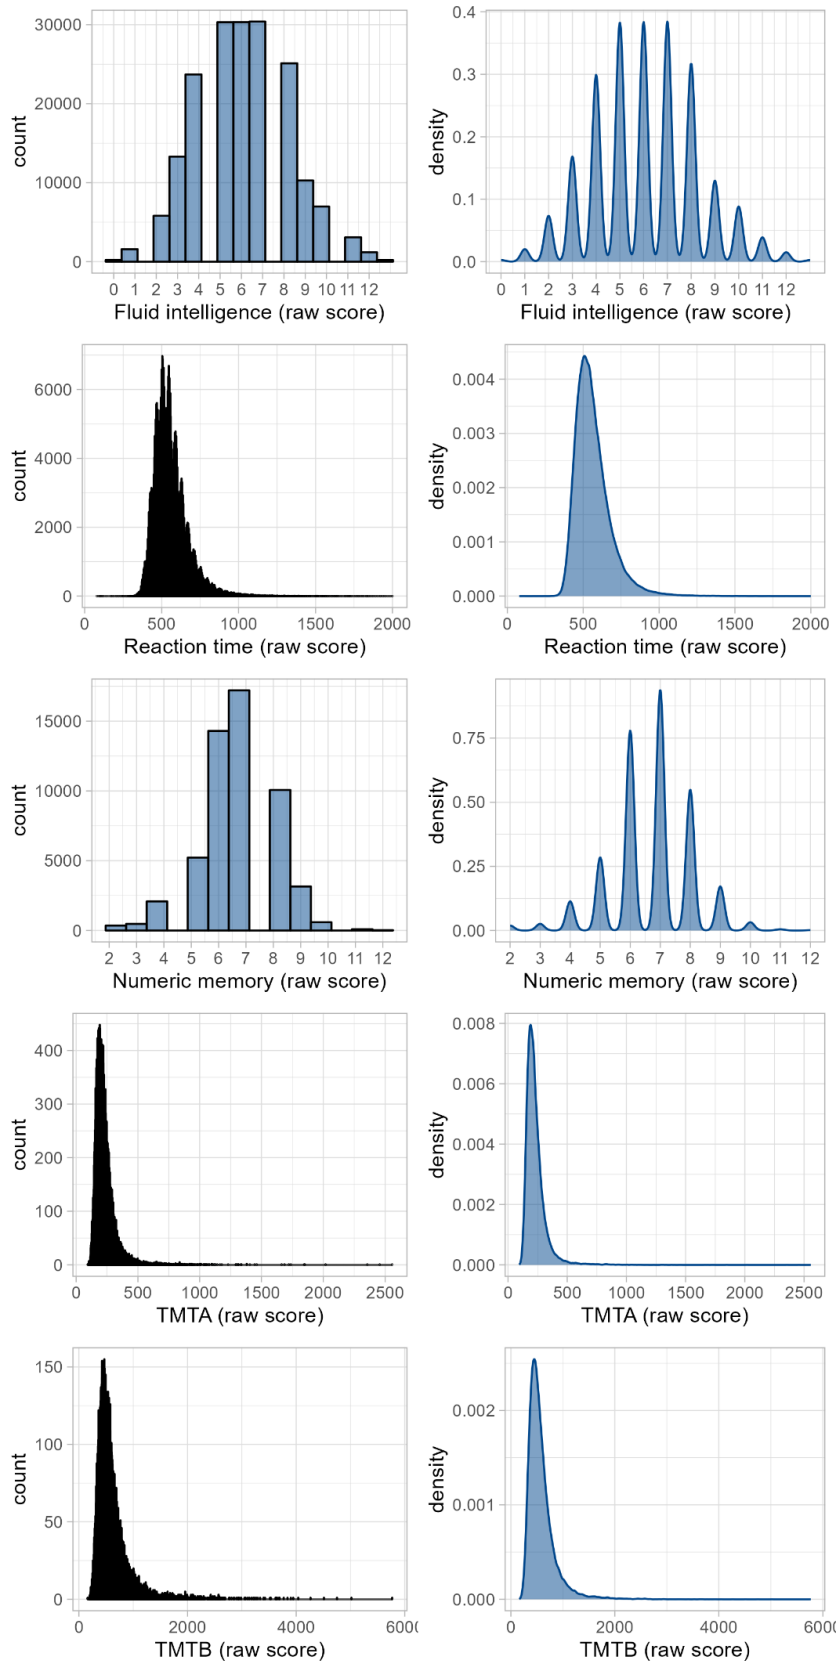 30000
20000
10000
0
count
0 1 2 3 4 5 6 7 8 9 10 11 12
Fluid intelligence (raw score)
0.4
0.3
0.2
0.1
0.0
density
0 1 2 3 4 5 6 7 8 9 10 11 12
Fluid intelligence (raw score)
6000
4000
2000
0
count
0 500 1000 1500 2000
Reaction time (raw score)
0.004
0.003
0.002
0.001
0.000
density
0 500 1000 1500 2000
Reaction time (raw score)
15000
10000
5000
0
count
2 3 4 5 6 7 8 9 10 11 12
Numeric memory (raw score)
0.75
0.50
0.25
0.00
density
2 3 4 5 6 7 8 9 10 11 12
Numeric memory (raw score)
400
300
200
100
0
count
0 500 1000 1500 2000 2500
TMTA (raw score)
0.008
0.006
0.004
0.002
0.000
density
0 500 1000 1500 2000 2500
TMTA (raw score)
150
100
50
0
count
0 2000 4000 6000
TMTB (raw score)
0.002
0.001
0.000
density
0 2000 4000 6000
TMTB (raw score)